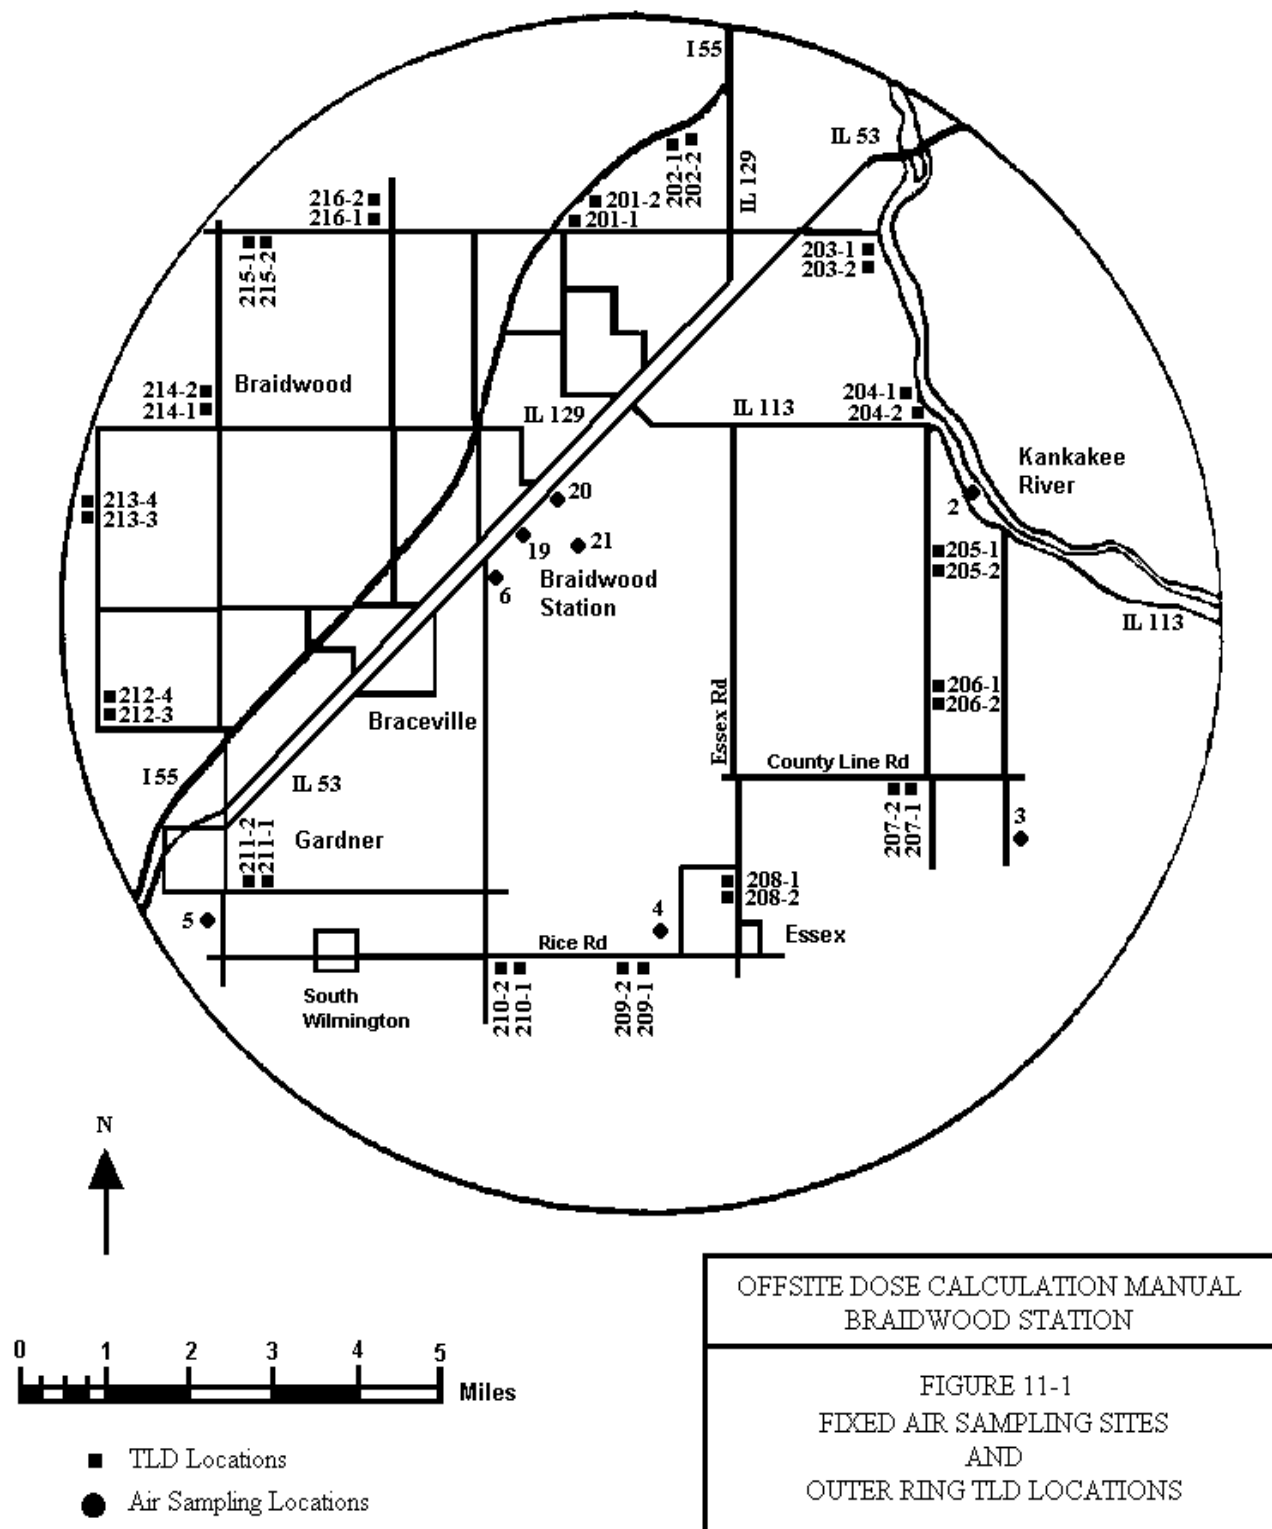 I 55
IL 53
IL 129
202-1
202-2
216-2
216-1
201-2
201-1
215-1
215-2
203-1
203-2
214-2
214-1
Braidwood
IL 129
IL 113
204-1
204-2
Kankakee
River
213-4
213-3
20
2
19
21
6
Braidwood
Station
205-1
205-2
IL 113
212-4
212-3
Braceville
Essex Rd
206-1
206-2
County Line Rd
I 55
IL 53
207-2
207-1
3
211-2
211-1
Gardner
208-1
208-2
5
4
Essex
Rice Rd
South
Wilmington
210-2
210-1
209-2
209-1
N
0 1 2 3 4 5
Miles
TLD Locations
Air Sampling Locations
OFFSITE DOSE CALCULATION MANUAL
BRAIDWOOD STATION
FIGURE 11-1
FIXED AIR SAMPLING SITES
AND
OUTER RING TLD LOCATIONS